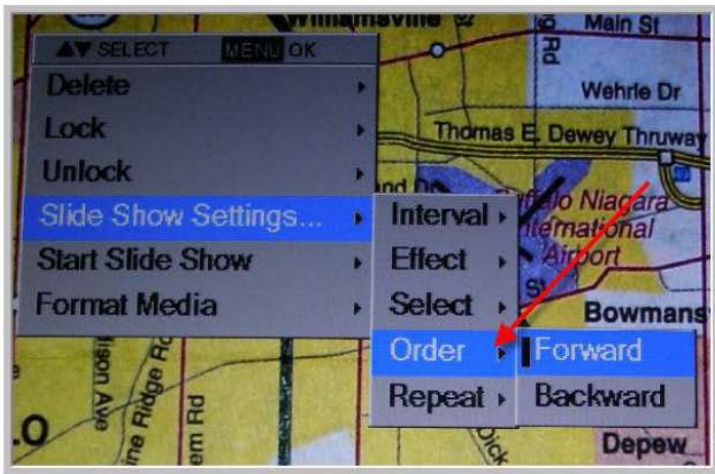 Williamsville
Main St
▲▼ SELECT MENU OK
Delete
Wehrle Dr
Lock
Thomas E. Dewey Thruway
Unlock
Slide Show Settings...
Interval
Niagara
International
Airport
Start Slide Show
Effect
Format Media
Select
Bowmans
Order
Forward
Repeat
Backward
Ave
Ridge Rd
Rd
Dick
Depew